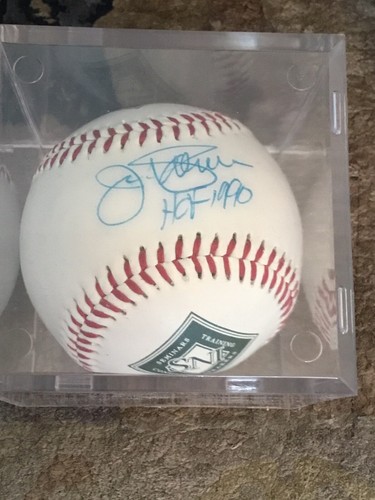 Jim Palmer
HOF 1990
SEMINARS TRAINING